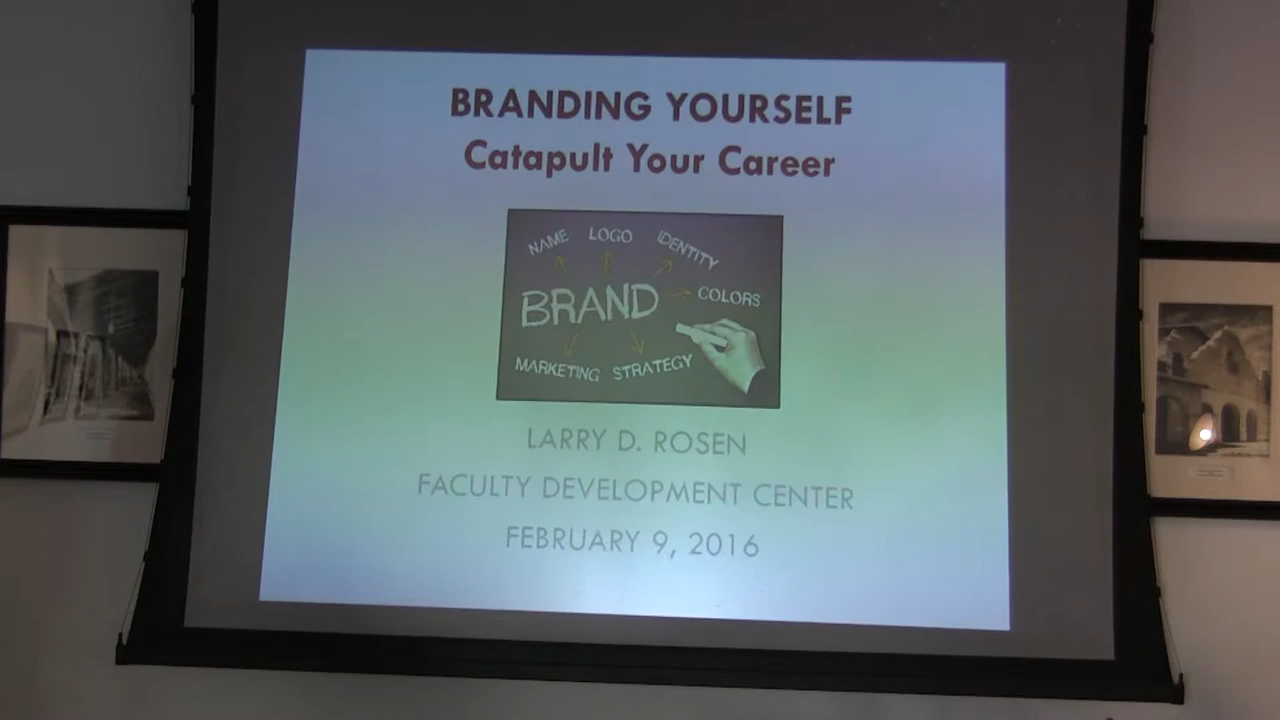 BRANDING YOURSELF
Catapult Your Career
NAME LOGO IDENTITY
BRAND COLORS
MARKETING STRATEGY
LARRY D. ROSEN
FACULTY DEVELOPMENT CENTER
FEBRUARY 9, 2016